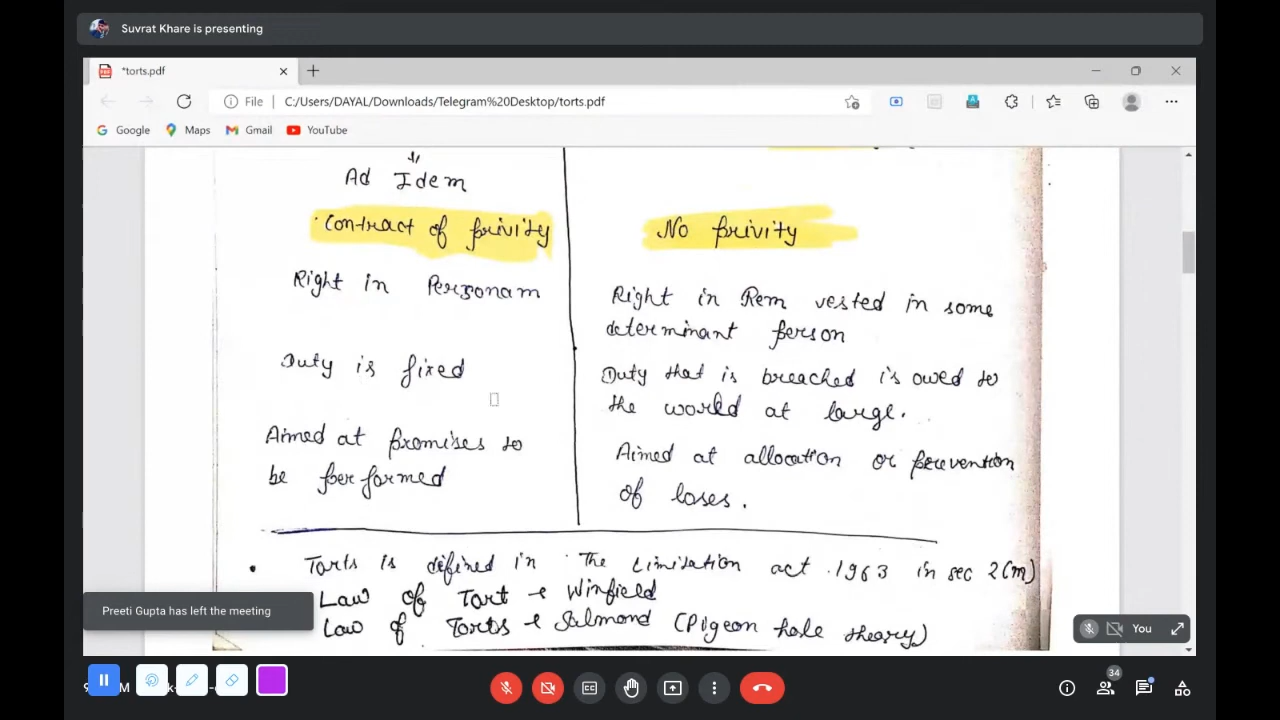 Suvrat Khare is presenting
*torts.pdf
File
C:/Users/DAYAL/Downloads/Telegram%20Desktop/torts.pdf
Google
Maps
Gmail
YouTube
Ad Idem
Contract of privity
No privity
Right in Personam
Right in Rem vested in some
determinant person
Duty is fixed
Duty that is breached is owed to
the world at large.
Aimed at promises to
be performed
Aimed at allocation or prevention
of loses.
Torts is defined in The Limitation act 1963 in sec 2(m)
Law of Tort → Winfield
Law of Torts → Salmond (Pigeon hole theory)
Preeti Gupta has left the meeting
You
34